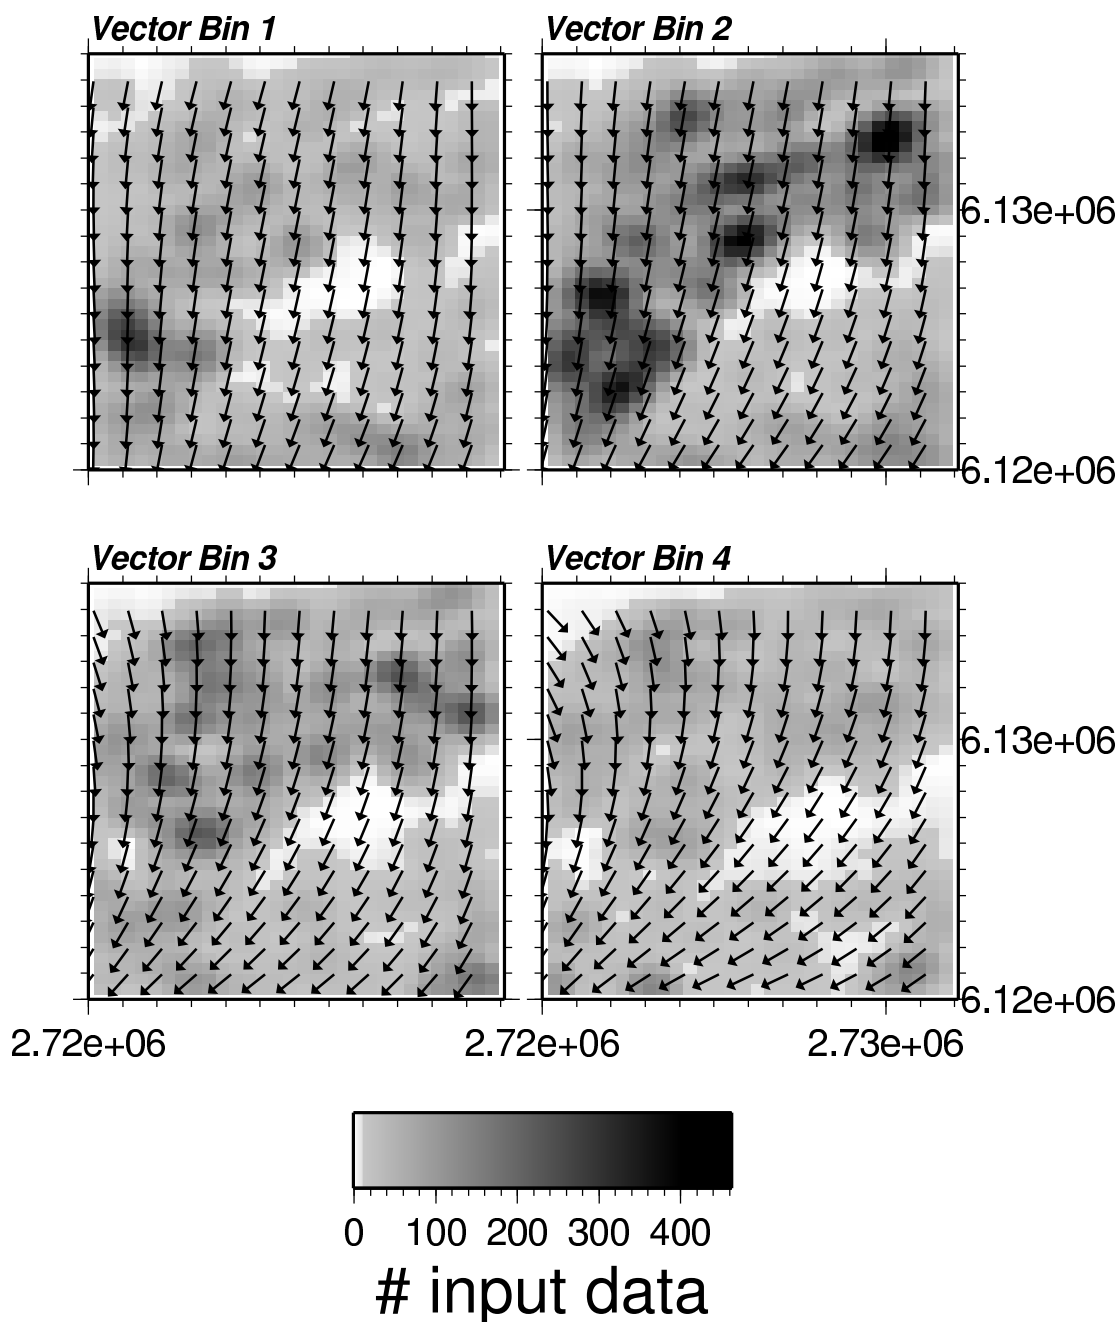 Vector Bin 1
Vector Bin 2
6.13e+06
6.12e+06
Vector Bin 3
Vector Bin 4
6.13e+06
6.12e+06
2.72e+06
2.72e+06
2.73e+06
0
100
200
300
400
# input data